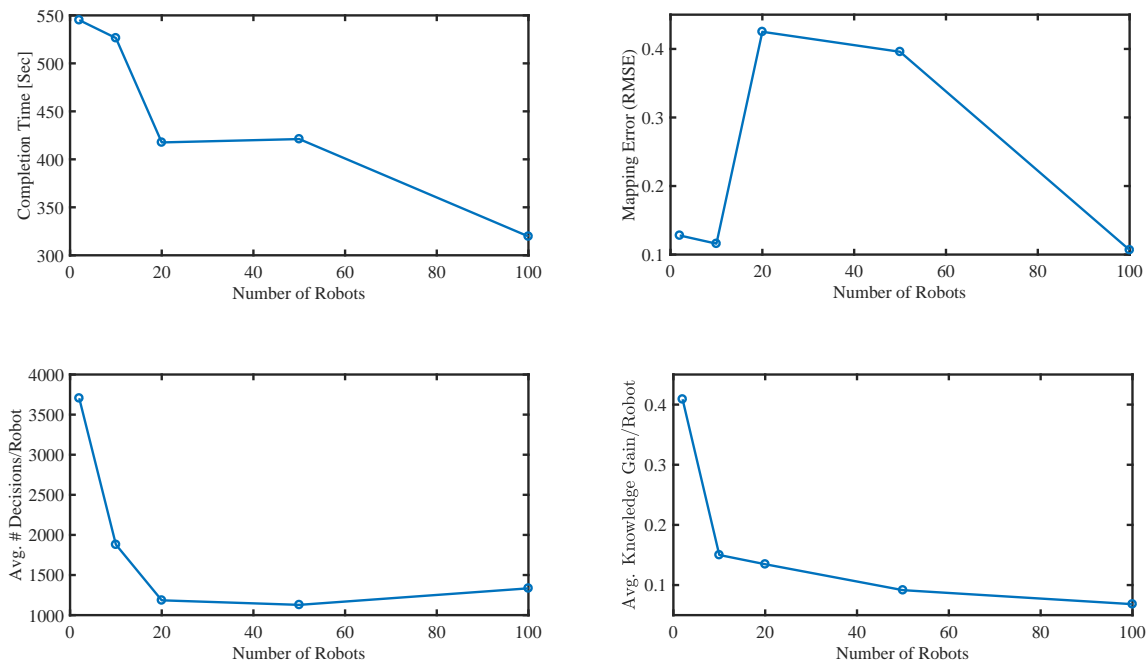 Completion Time [Sec]
550
500
450
400
350
300
0 20 40 60 80 100
Number of Robots
Mapping Error (RMSE)
0.4
0.3
0.2
0.1
0 20 40 60 80 100
Number of Robots
Avg. # Decisions/Robot
4000
3500
3000
2500
2000
1500
1000
0 20 40 60 80 100
Number of Robots
Avg. Knowledge Gain/Robot
0.4
0.3
0.2
0.1
0 20 40 60 80 100
Number of Robots